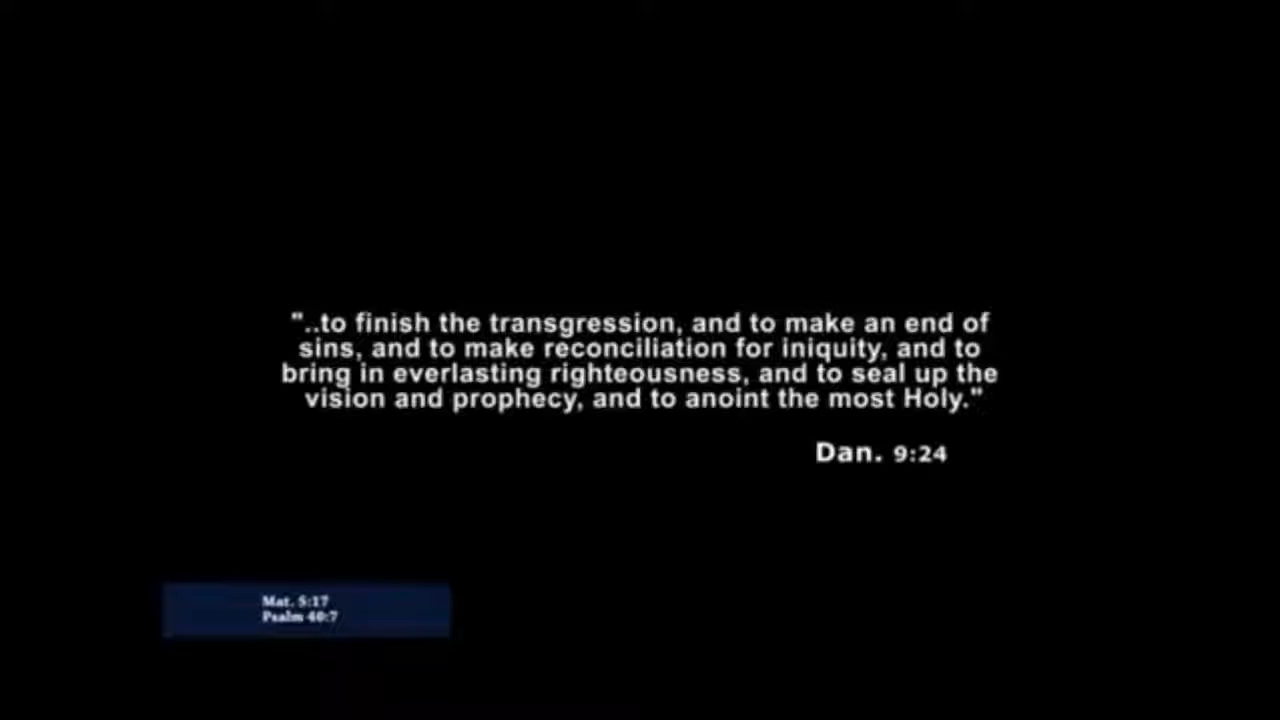 "..to finish the transgression, and to make an end of
sins, and to make reconciliation for iniquity, and to
bring in everlasting righteousness, and to seal up the
vision and prophecy, and to anoint the most Holy."
Dan. 9:24
Mat. 5:17
Psalm 40:7